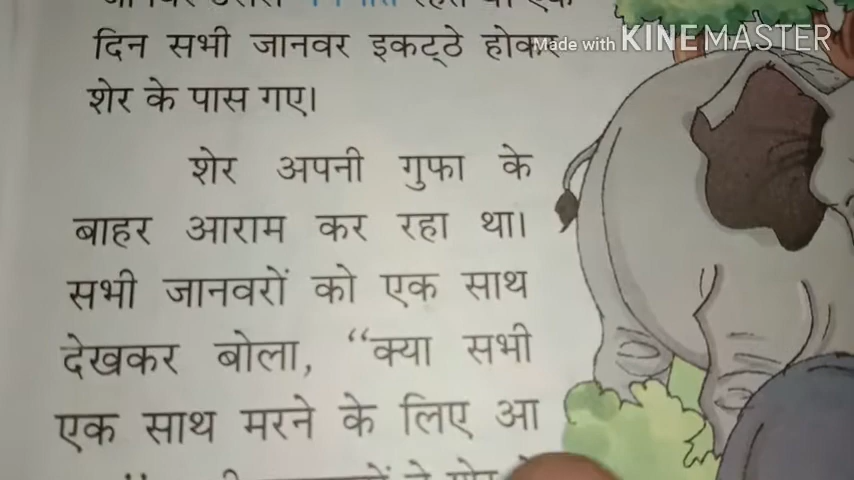 दिन सभी जानवर इकट्ठे होकर
Made with KINEMASTER
शेर के पास गए।
शेर अपनी गुफा के
बाहर आराम कर रहा था।
सभी जानवरों को एक साथ
देखकर बोला, “क्या सभी
एक साथ मरने के लिए आ